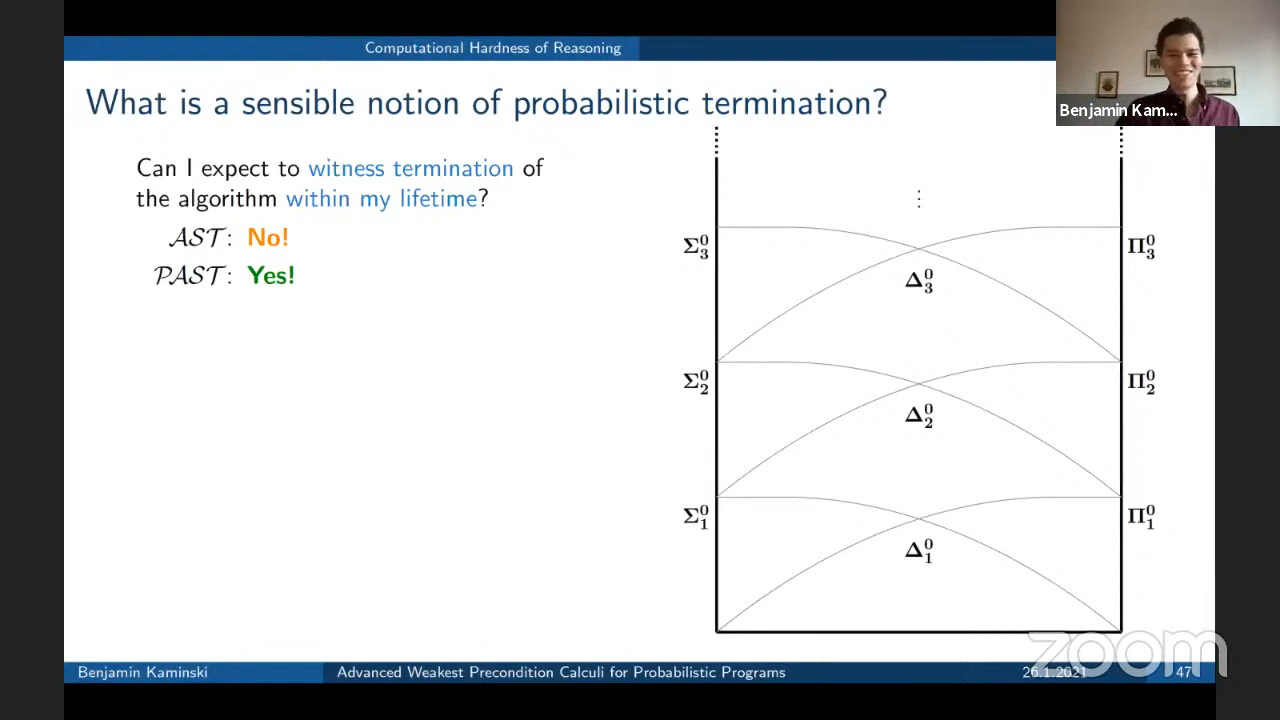 Computational Hardness of Reasoning
What is a sensible notion of probabilistic termination?
Benjamin Kam...
Can I expect to witness termination of
the algorithm within my lifetime?
AST: No!
PAST: Yes!
⋮
Σ⁰₃
Π⁰₃
Δ⁰₃
Σ⁰₂
Π⁰₂
Δ⁰₂
Σ⁰₁
Π⁰₁
Δ⁰₁
zoom
Benjamin Kaminski
Advanced Weakest Precondition Calculi for Probabilistic Programs
26.1.2021
47